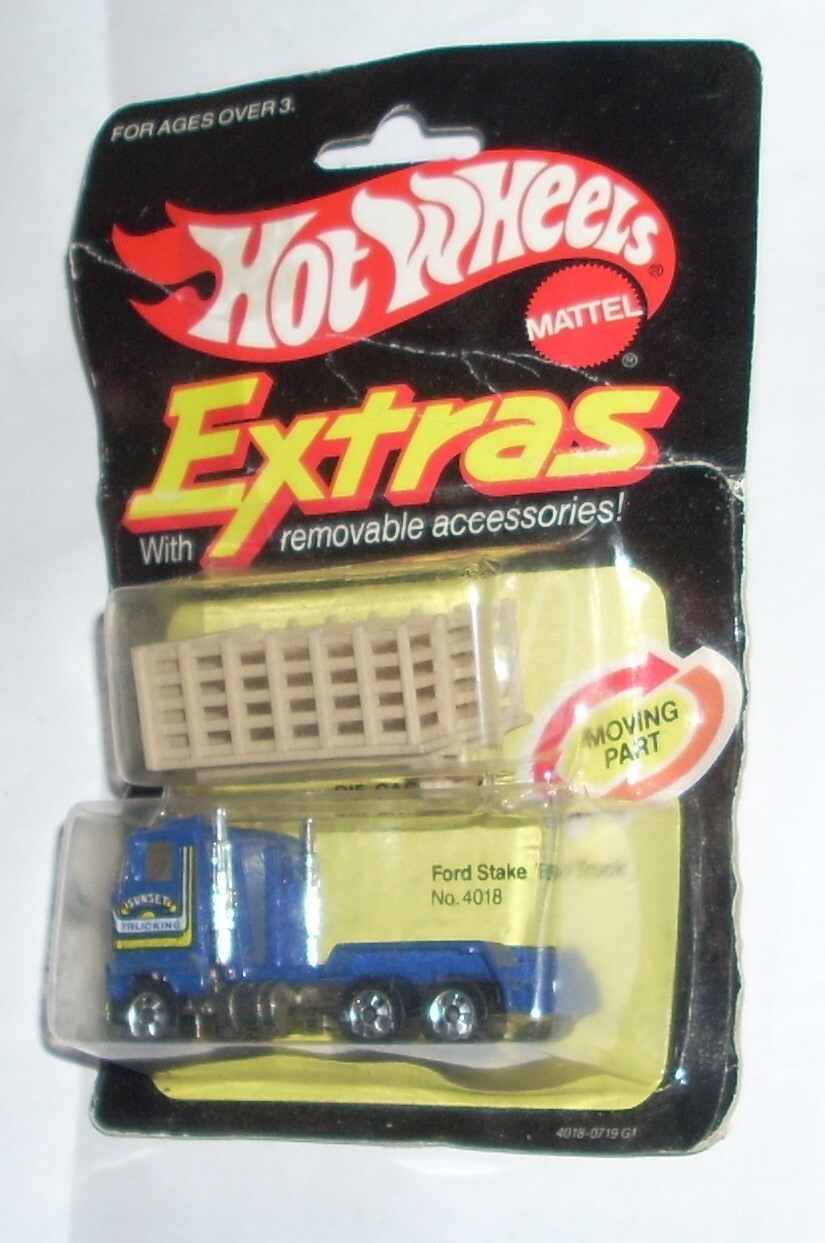 FOR AGES OVER 3.
HOT WHEELS®
MATTEL
®
Extras
With removable accessories!
MOVING
PART
Ford Stake Truck
No. 4018
SUNSET
TRUCKING
4018-0719 G1